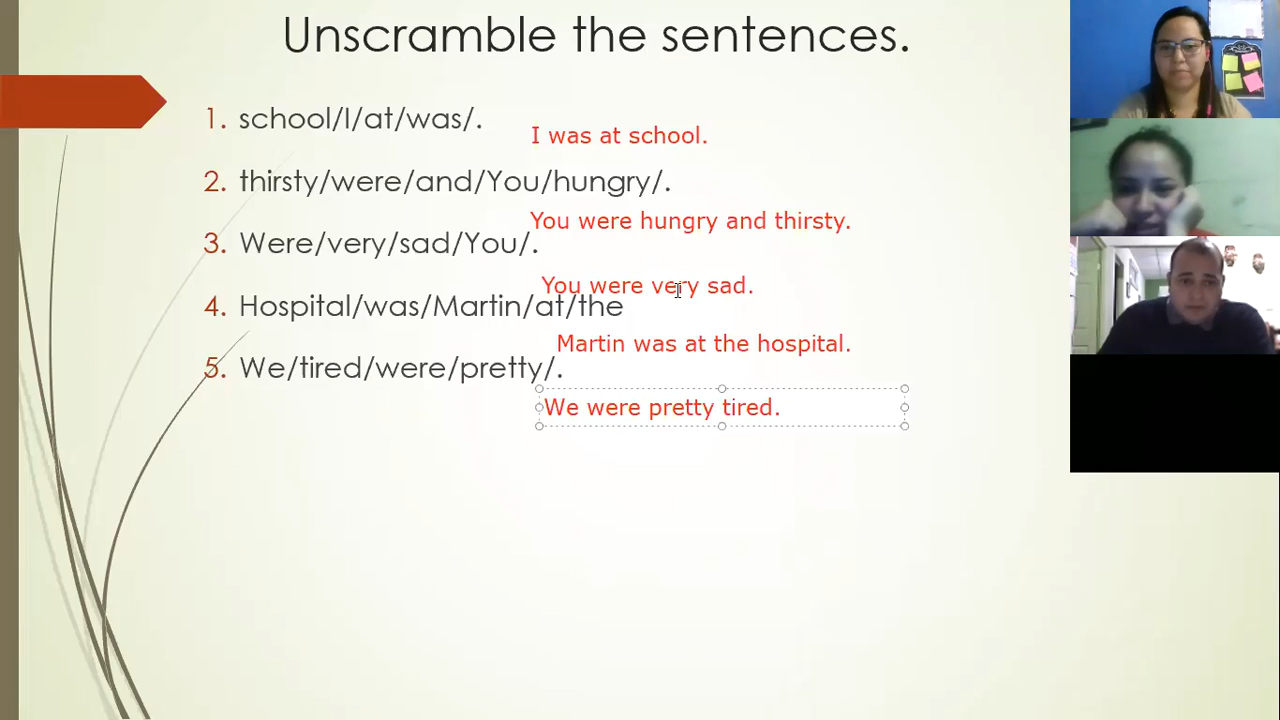 Unscramble the sentences.
1. school/I/at/was/.
I was at school.
2. thirsty/were/and/You/hungry/.
You were hungry and thirsty.
3. Were/very/sad/You/.
You were very sad.
4. Hospital/was/Martin/at/the
Martin was at the hospital.
5. We/tired/were/pretty/.
We were pretty tired.